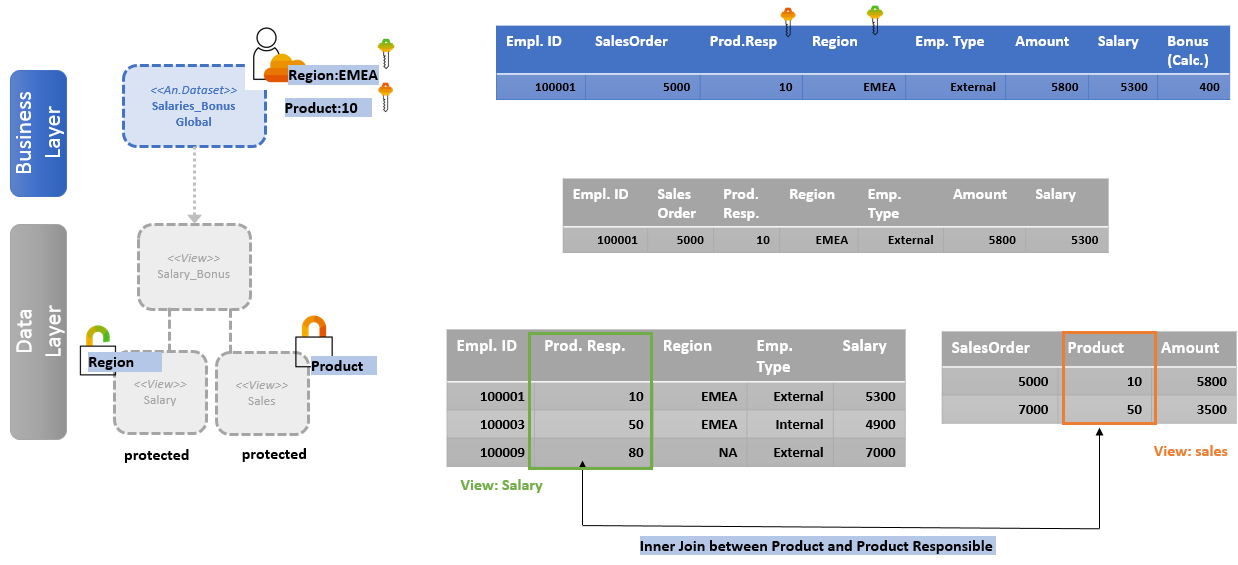 Business
Layer
<<An.Dataset>>
Salaries_Bonus
Global
Region:EMEA
Product:10
Data
Layer
<<View>>
Salary_Bonus
Region
Product
<<View>>
Salary
<<View>>
Sales
protected
protected
Empl. ID SalesOrder Prod.Resp Region Emp. Type Amount Salary Bonus
(Calc.)
100001 5000 10 EMEA External 5800 5300 400
Empl. ID Sales Prod. Region Emp. Amount Salary
Order Resp. Type
100001 5000 10 EMEA External 5800 5300
Empl. ID Prod. Resp. Region Emp. Salary
Type
100001 10 EMEA External 5300
100003 50 EMEA Internal 4900
100009 80 NA External 7000
View: Salary
SalesOrder Product Amount
5000 10 5800
7000 50 3500
View: sales
Inner Join between Product and Product Responsible